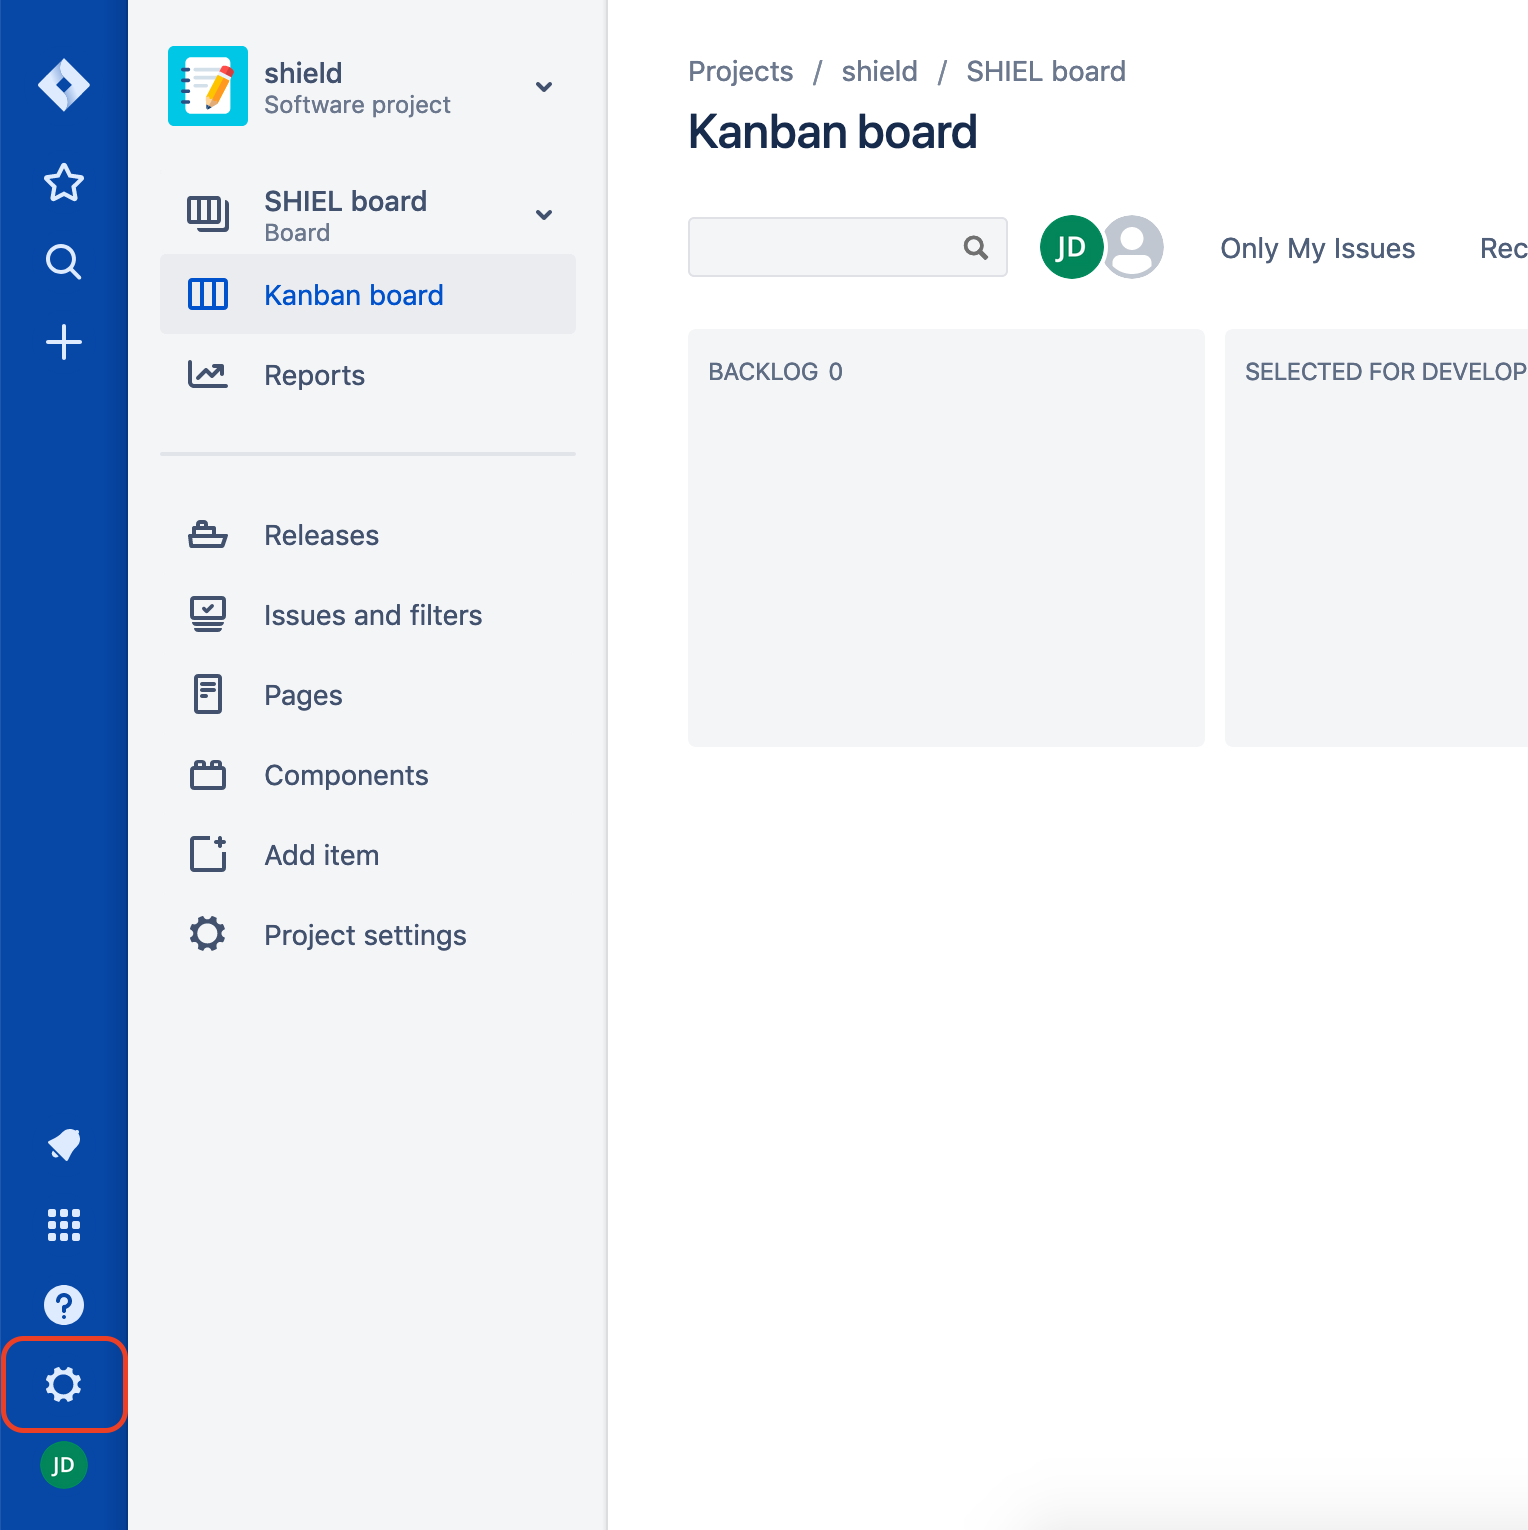 shield
Software project
SHIEL board
Board
Kanban board
Reports
Releases
Issues and filters
Pages
Components
Add item
Project settings
?
JD
Projects / shield / SHIEL board
Kanban board
JD
Only My Issues
Rec
BACKLOG 0
SELECTED FOR DEVELOP